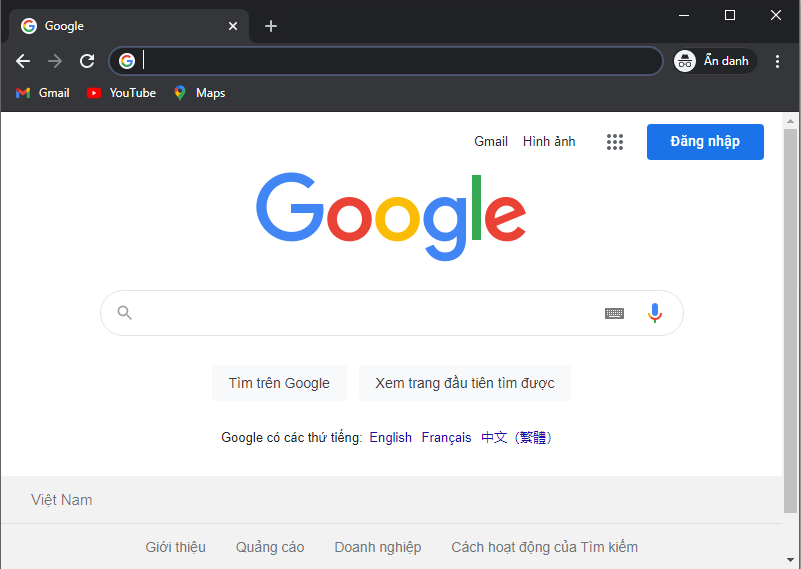 Google
Ẩn danh
Gmail YouTube Maps
Gmail Hình ảnh Đăng nhập
Google
Tìm trên Google Xem trang đầu tiên tìm được
Google có các thứ tiếng: English Français 中文（繁體）
Việt Nam
Giới thiệu Quảng cáo Doanh nghiệp Cách hoạt động của Tìm kiếm